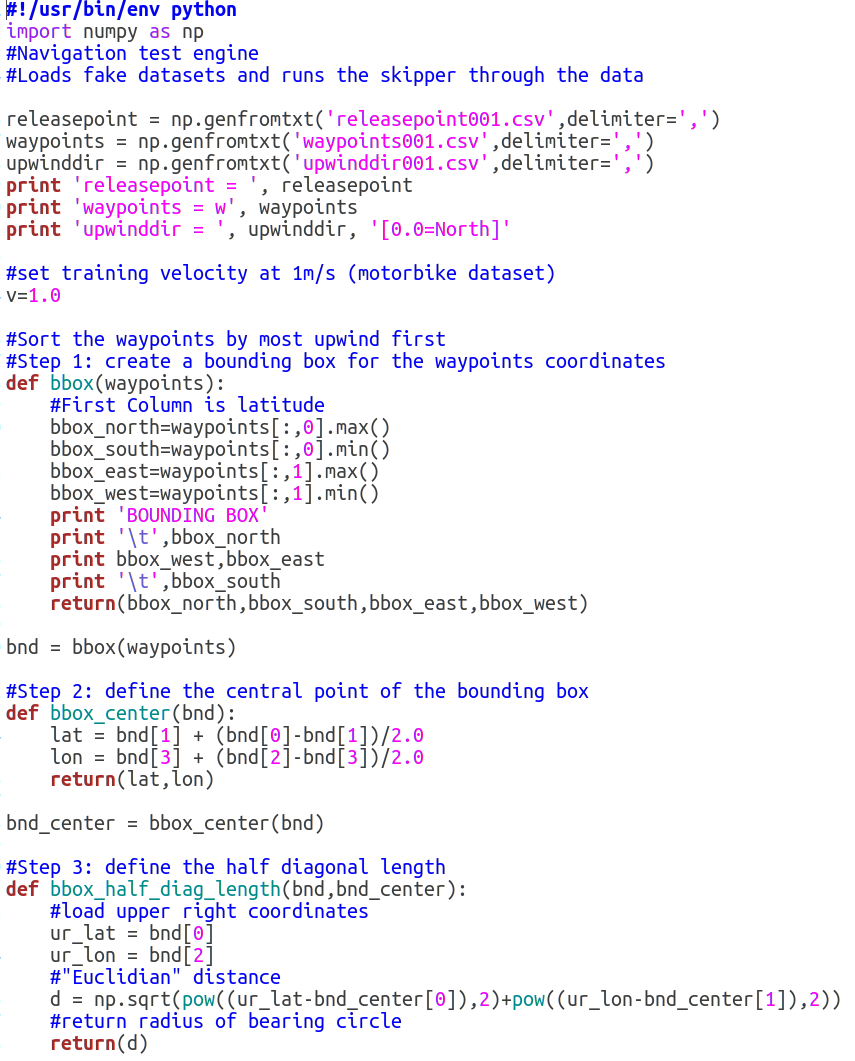 #!/usr/bin/env python
import numpy as np
#Navigation test engine
#Loads fake datasets and runs the skipper through the data

releasepoint = np.genfromtxt('releasepoint001.csv',delimiter=',')
waypoints = np.genfromtxt('waypoints001.csv',delimiter=',')
upwinddir = np.genfromtxt('upwinddir001.csv',delimiter=',')
print 'releasepoint = ', releasepoint
print 'waypoints = w', waypoints
print 'upwinddir = ', upwinddir, '[0.0=North]'

#set training velocity at 1m/s (motorbike dataset)
v=1.0

#Sort the waypoints by most upwind first
#Step 1: create a bounding box for the waypoints coordinates
def bbox(waypoints):
    #First Column is latitude
    bbox_north=waypoints[:,0].max()
    bbox_south=waypoints[:,0].min()
    bbox_east=waypoints[:,1].max()
    bbox_west=waypoints[:,1].min()
    print 'BOUNDING BOX'
    print '\t',bbox_north
    print bbox_west,bbox_east
    print '\t',bbox_south
    return(bbox_north,bbox_south,bbox_east,bbox_west)

bnd = bbox(waypoints)

#Step 2: define the central point of the bounding box
def bbox_center(bnd):
    lat = bnd[1] + (bnd[0]-bnd[1])/2.0
    lon = bnd[3] + (bnd[2]-bnd[3])/2.0
    return(lat,lon)

bnd_center = bbox_center(bnd)

#Step 3: define the half diagonal length
def bbox_half_diag_length(bnd,bnd_center):
    #load upper right coordinates
    ur_lat = bnd[0]
    ur_lon = bnd[2]
    #"Euclidian" distance
    d = np.sqrt(pow((ur_lat-bnd_center[0]),2)+pow((ur_lon-bnd_center[1]),2))
    #return radius of bearing circle
    return(d)